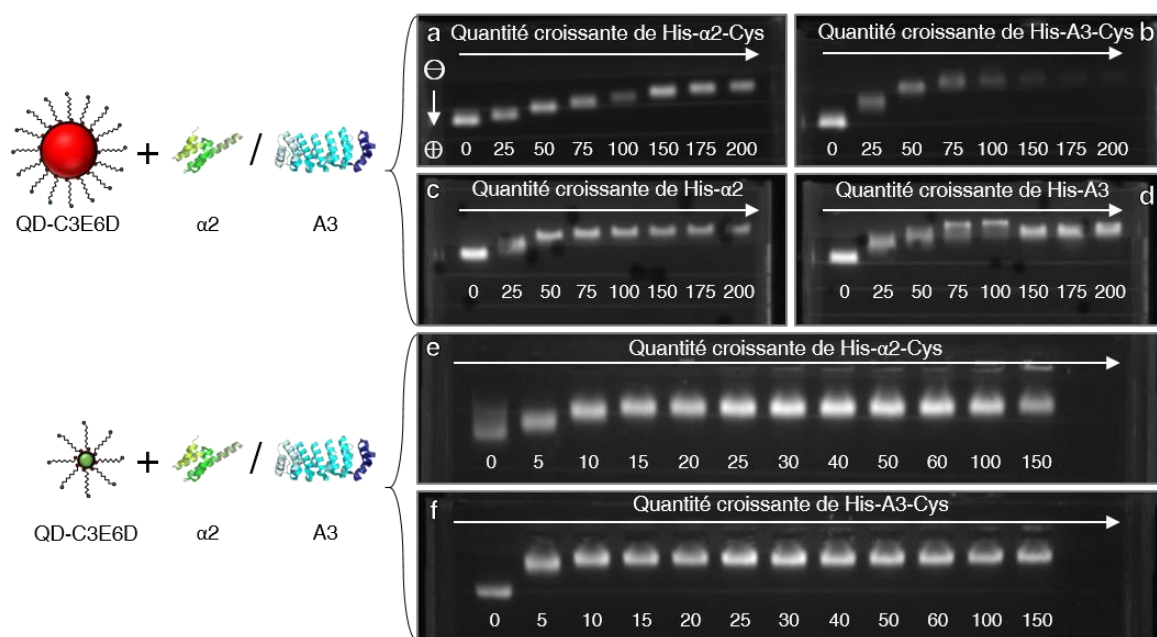 a Quantité croissante de His-α2-Cys
⊖
⊕ 0 25 50 75 100 150 175 200
Quantité croissante de His-A3-Cys b
0 25 50 75 100 150 175 200
+ /
QD-C3E6D α2 A3
c Quantité croissante de His-α2
0 25 50 75 100 150 175 200
Quantité croissante de His-A3 d
0 25 50 75 100 150 175 200
e Quantité croissante de His-α2-Cys
0 5 10 15 20 25 30 40 50 60 100 150
+ /
QD-C3E6D α2 A3
f Quantité croissante de His-A3-Cys
0 5 10 15 20 25 30 40 50 60 100 150